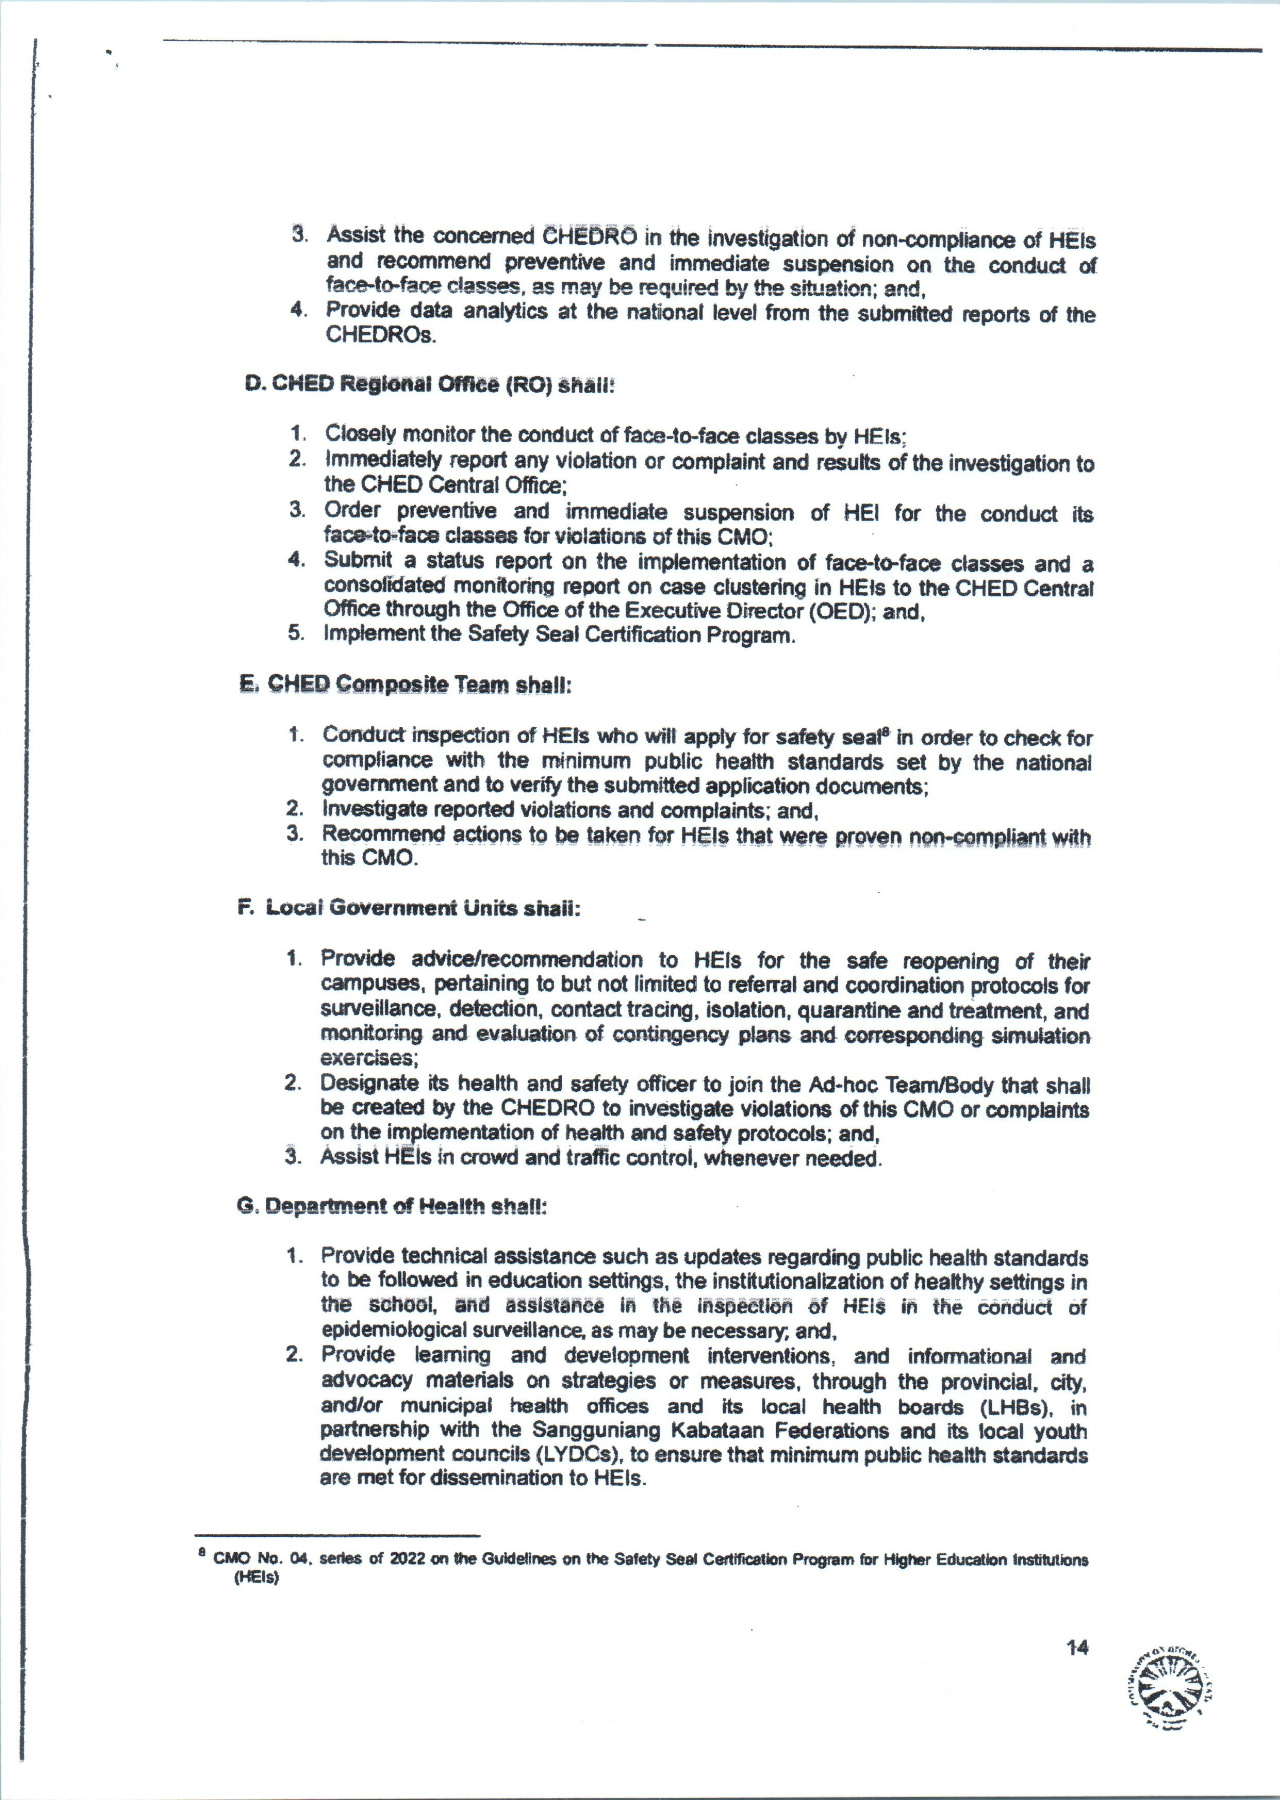 3. Assist the concerned CHEDRO in the investigation of non-compliance of HEIs
and recommend preventive and immediate suspension on the conduct of
face-to-face classes, as may be required by the situation; and,
4. Provide data analytics at the national level from the submitted reports of the
CHEDROs.
D. CHED Regional Office (RO) shall:
1. Closely monitor the conduct of face-to-face classes by HEIs;
2. Immediately report any violation or complaint and results of the investigation to
the CHED Central Office;
3. Order preventive and immediate suspension of HEI for the conduct its
face-to-face classes for violations of this CMO;
4. Submit a status report on the implementation of face-to-face classes and a
consolidated monitoring report on case clustering in HEIs to the CHED Central
Office through the Office of the Executive Director (OED); and,
5. Implement the Safety Seal Certification Program.
E. CHED Composite Team shall:
1. Conduct inspection of HEIs who will apply for safety seal⁸ in order to check for
compliance with the minimum public health standards set by the national
government and to verify the submitted application documents;
2. Investigate reported violations and complaints; and,
3. Recommend actions to be taken for HEIs that were proven non-compliant with
this CMO.
F. Local Government Units shall:
1. Provide advice/recommendation to HEIs for the safe reopening of their
campuses, pertaining to but not limited to referral and coordination protocols for
surveillance, detection, contact tracing, isolation, quarantine and treatment, and
monitoring and evaluation of contingency plans and corresponding simulation
exercises;
2. Designate its health and safety officer to join the Ad-hoc Team/Body that shall
be created by the CHEDRO to investigate violations of this CMO or complaints
on the implementation of health and safety protocols; and,
3. Assist HEIs in crowd and traffic control, whenever needed.
G. Department of Health shall:
1. Provide technical assistance such as updates regarding public health standards
to be followed in education settings, the institutionalization of healthy settings in
the school, and assistance in the inspection of HEIs in the conduct of
epidemiological surveillance, as may be necessary; and,
2. Provide learning and development interventions, and informational and
advocacy materials on strategies or measures, through the provincial, city,
and/or municipal health offices and its local health boards (LHBs), in
partnership with the Sangguniang Kabataan Federations and its local youth
development councils (LYDCs), to ensure that minimum public health standards
are met for dissemination to HEIs.
⁸ CMO No. 04, series of 2022 on the Guidelines on the Safety Seal Certification Program for Higher Education Institutions
(HEIs)
14